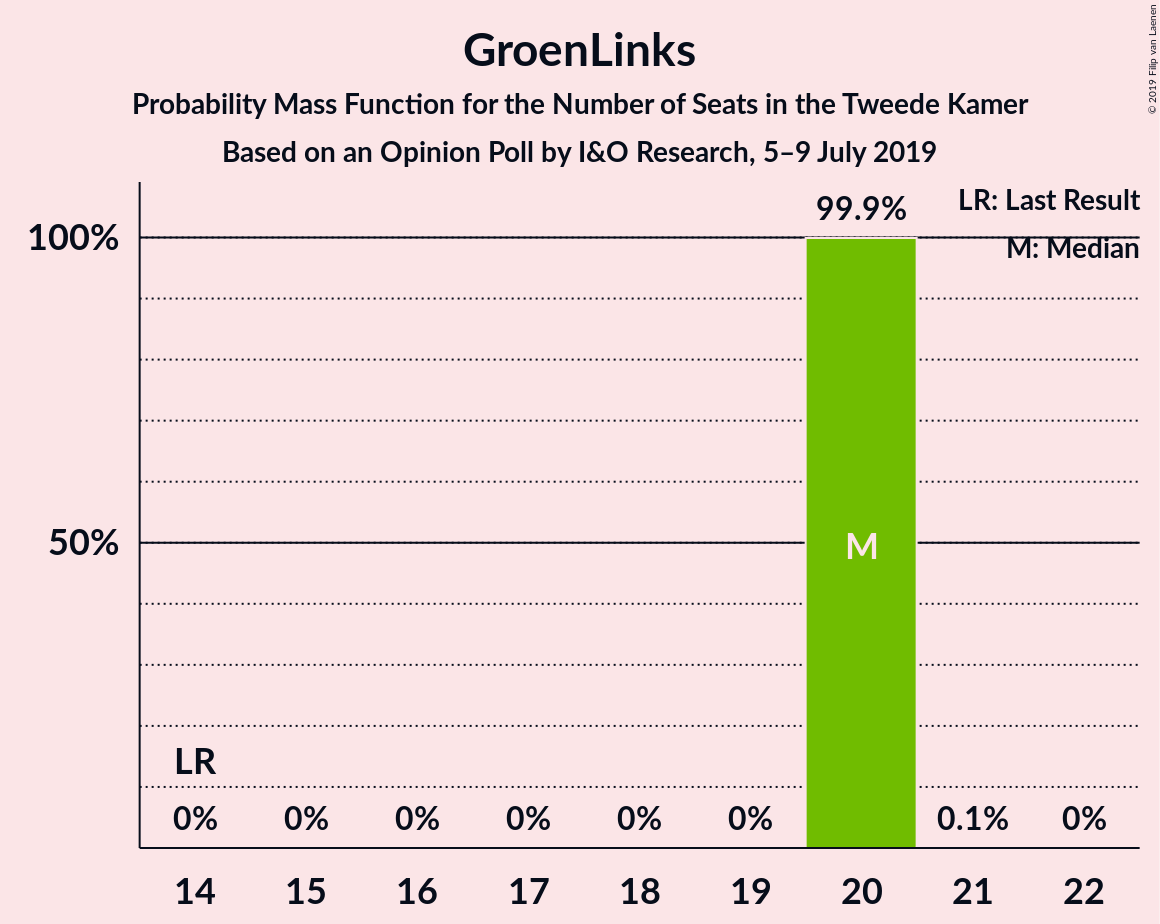 GroenLinks
Probability Mass Function for the Number of Seats in the Tweede Kamer
Based on an Opinion Poll by I&O Research, 5–9 July 2019
© 2019 Filip van Laenen
LR: Last Result
M: Median
99.9%
100%
50%
M
LR
0% 0% 0% 0% 0% 0% 0.1% 0%
14 15 16 17 18 19 20 21 22